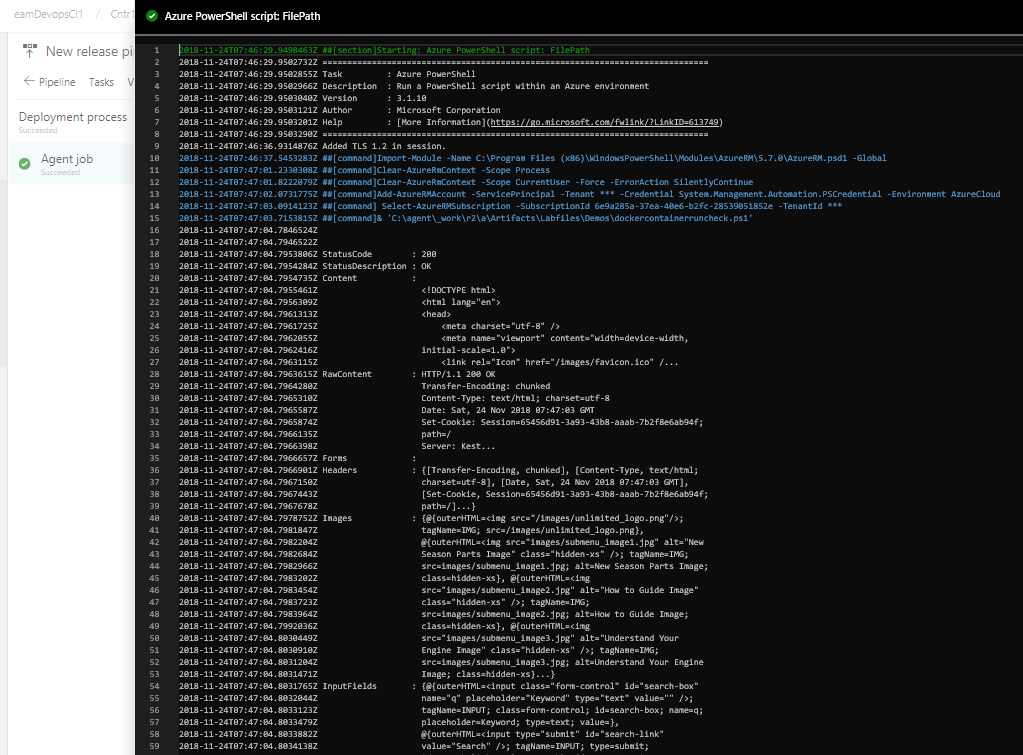 eamDevopsCI1 / Cntr1
New release pi
Pipeline Tasks V
Deployment process
Succeeded
Agent job
Succeeded
Azure PowerShell script: FilePath
1 2018-11-24T07:46:29.9498463Z ##[section]Starting: Azure PowerShell script: FilePath
2 2018-11-24T07:46:29.9502732Z ==============================================================================
3 2018-11-24T07:46:29.9502855Z Task : Azure PowerShell
4 2018-11-24T07:46:29.9502966Z Description : Run a PowerShell script within an Azure environment
5 2018-11-24T07:46:29.9503040Z Version : 3.1.10
6 2018-11-24T07:46:29.9503121Z Author : Microsoft Corporation
7 2018-11-24T07:46:29.9503201Z Help : [More Information](https://go.microsoft.com/fwlink/?LinkID=613749)
8 2018-11-24T07:46:29.9503290Z ==============================================================================
9 2018-11-24T07:46:36.9314876Z Added TLS 1.2 in session.
10 2018-11-24T07:46:37.5453283Z ##[command]Import-Module -Name C:\Program Files (x86)\WindowsPowerShell\Modules\AzureRM\5.7.0\AzureRM.psd1 -Global
11 2018-11-24T07:47:01.2330308Z ##[command]Clear-AzureRmContext -Scope Process
12 2018-11-24T07:47:01.8222079Z ##[command]Clear-AzureRmContext -Scope CurrentUser -Force -ErrorAction SilentlyContinue
13 2018-11-24T07:47:02.0731775Z ##[command]Add-AzureRMAccount -ServicePrincipal -Tenant *** -Credential System.Management.Automation.PSCredential -Environment AzureCloud
14 2018-11-24T07:47:03.0914123Z ##[command] Select-AzureRMSubscription -SubscriptionId 6e9a285a-37ea-40e6-b2fc-28539051852e -TenantId ***
15 2018-11-24T07:47:03.7153815Z ##[command]& 'C:\agent\_work\r2\a\Artifacts\Labfiles\Demos\dockercontainerruncheck.ps1'
16 2018-11-24T07:47:04.7846524Z
17 2018-11-24T07:47:04.7946522Z
18 2018-11-24T07:47:04.7953806Z StatusCode : 200
19 2018-11-24T07:47:04.7954284Z StatusDescription : OK
20 2018-11-24T07:47:04.7954735Z Content :
21 2018-11-24T07:47:04.7955461Z <!DOCTYPE html>
22 2018-11-24T07:47:04.7956309Z <html lang="en">
23 2018-11-24T07:47:04.7961313Z <head>
24 2018-11-24T07:47:04.7961725Z <meta charset="utf-8" />
25 2018-11-24T07:47:04.7962055Z <meta name="viewport" content="width=device-width,
26 2018-11-24T07:47:04.7962416Z initial-scale=1.0">
27 2018-11-24T07:47:04.7963115Z <link rel="Icon" href="/images/favicon.ico" /...
28 2018-11-24T07:47:04.7963615Z RawContent : HTTP/1.1 200 OK
29 2018-11-24T07:47:04.7964280Z Transfer-Encoding: chunked
30 2018-11-24T07:47:04.7965310Z Content-Type: text/html; charset=utf-8
31 2018-11-24T07:47:04.7965587Z Date: Sat, 24 Nov 2018 07:47:03 GMT
32 2018-11-24T07:47:04.7965874Z Set-Cookie: Session=65456d91-3a93-43b8-aaab-7b2f8e6ab94f;
33 2018-11-24T07:47:04.7966135Z path=/
34 2018-11-24T07:47:04.7966398Z Server: Kest...
35 2018-11-24T07:47:04.7966657Z Forms :
36 2018-11-24T07:47:04.7966901Z Headers : {[Transfer-Encoding, chunked], [Content-Type, text/html;
37 2018-11-24T07:47:04.7967150Z charset=utf-8], [Date, Sat, 24 Nov 2018 07:47:03 GMT],
38 2018-11-24T07:47:04.7967443Z [Set-Cookie, Session=65456d91-3a93-43b8-aaab-7b2f8e6ab94f;
39 2018-11-24T07:47:04.7967678Z path=/]...}
40 2018-11-24T07:47:04.7978752Z Images : {@{outerHTML=<img src="/images/unlimited_logo.png"/>;
41 2018-11-24T07:47:04.7981847Z tagName=IMG; src=/images/unlimited_logo.png},
42 2018-11-24T07:47:04.7982204Z @{outerHTML=<img src="images/submenu_image1.jpg" alt="New
43 2018-11-24T07:47:04.7982684Z Season Parts Image" class="hidden-xs" />; tagName=IMG;
44 2018-11-24T07:47:04.7982966Z src=images/submenu_image1.jpg; alt=New Season Parts Image;
45 2018-11-24T07:47:04.7983202Z class=hidden-xs}, @{outerHTML=<img
46 2018-11-24T07:47:04.7983454Z src="images/submenu_image2.jpg" alt="How to Guide Image"
47 2018-11-24T07:47:04.7983723Z class="hidden-xs" />; tagName=IMG;
48 2018-11-24T07:47:04.7983964Z src=images/submenu_image2.jpg; alt=How to Guide Image;
49 2018-11-24T07:47:04.7992036Z class=hidden-xs}, @{outerHTML=<img
50 2018-11-24T07:47:04.8030449Z src="images/submenu_image3.jpg" alt="Understand Your
51 2018-11-24T07:47:04.8030910Z Engine Image" class="hidden-xs" />; tagName=IMG;
52 2018-11-24T07:47:04.8031204Z src=images/submenu_image3.jpg; alt=Understand Your Engine
53 2018-11-24T07:47:04.8031471Z Image; class=hidden-xs}...}
54 2018-11-24T07:47:04.8031765Z InputFields : {@{outerHTML=<input class="form-control" id="search-box"
55 2018-11-24T07:47:04.8032044Z name="q" placeholder="Keyword" type="text" value="" />;
56 2018-11-24T07:47:04.8033123Z tagName=INPUT; class=form-control; id=search-box; name=q;
57 2018-11-24T07:47:04.8033479Z placeholder=Keyword; type=text; value=},
58 2018-11-24T07:47:04.8033882Z @{outerHTML=<input type="submit" id="search-link"
59 2018-11-24T07:47:04.8034138Z value="Search" />; tagName=INPUT; type=submit;